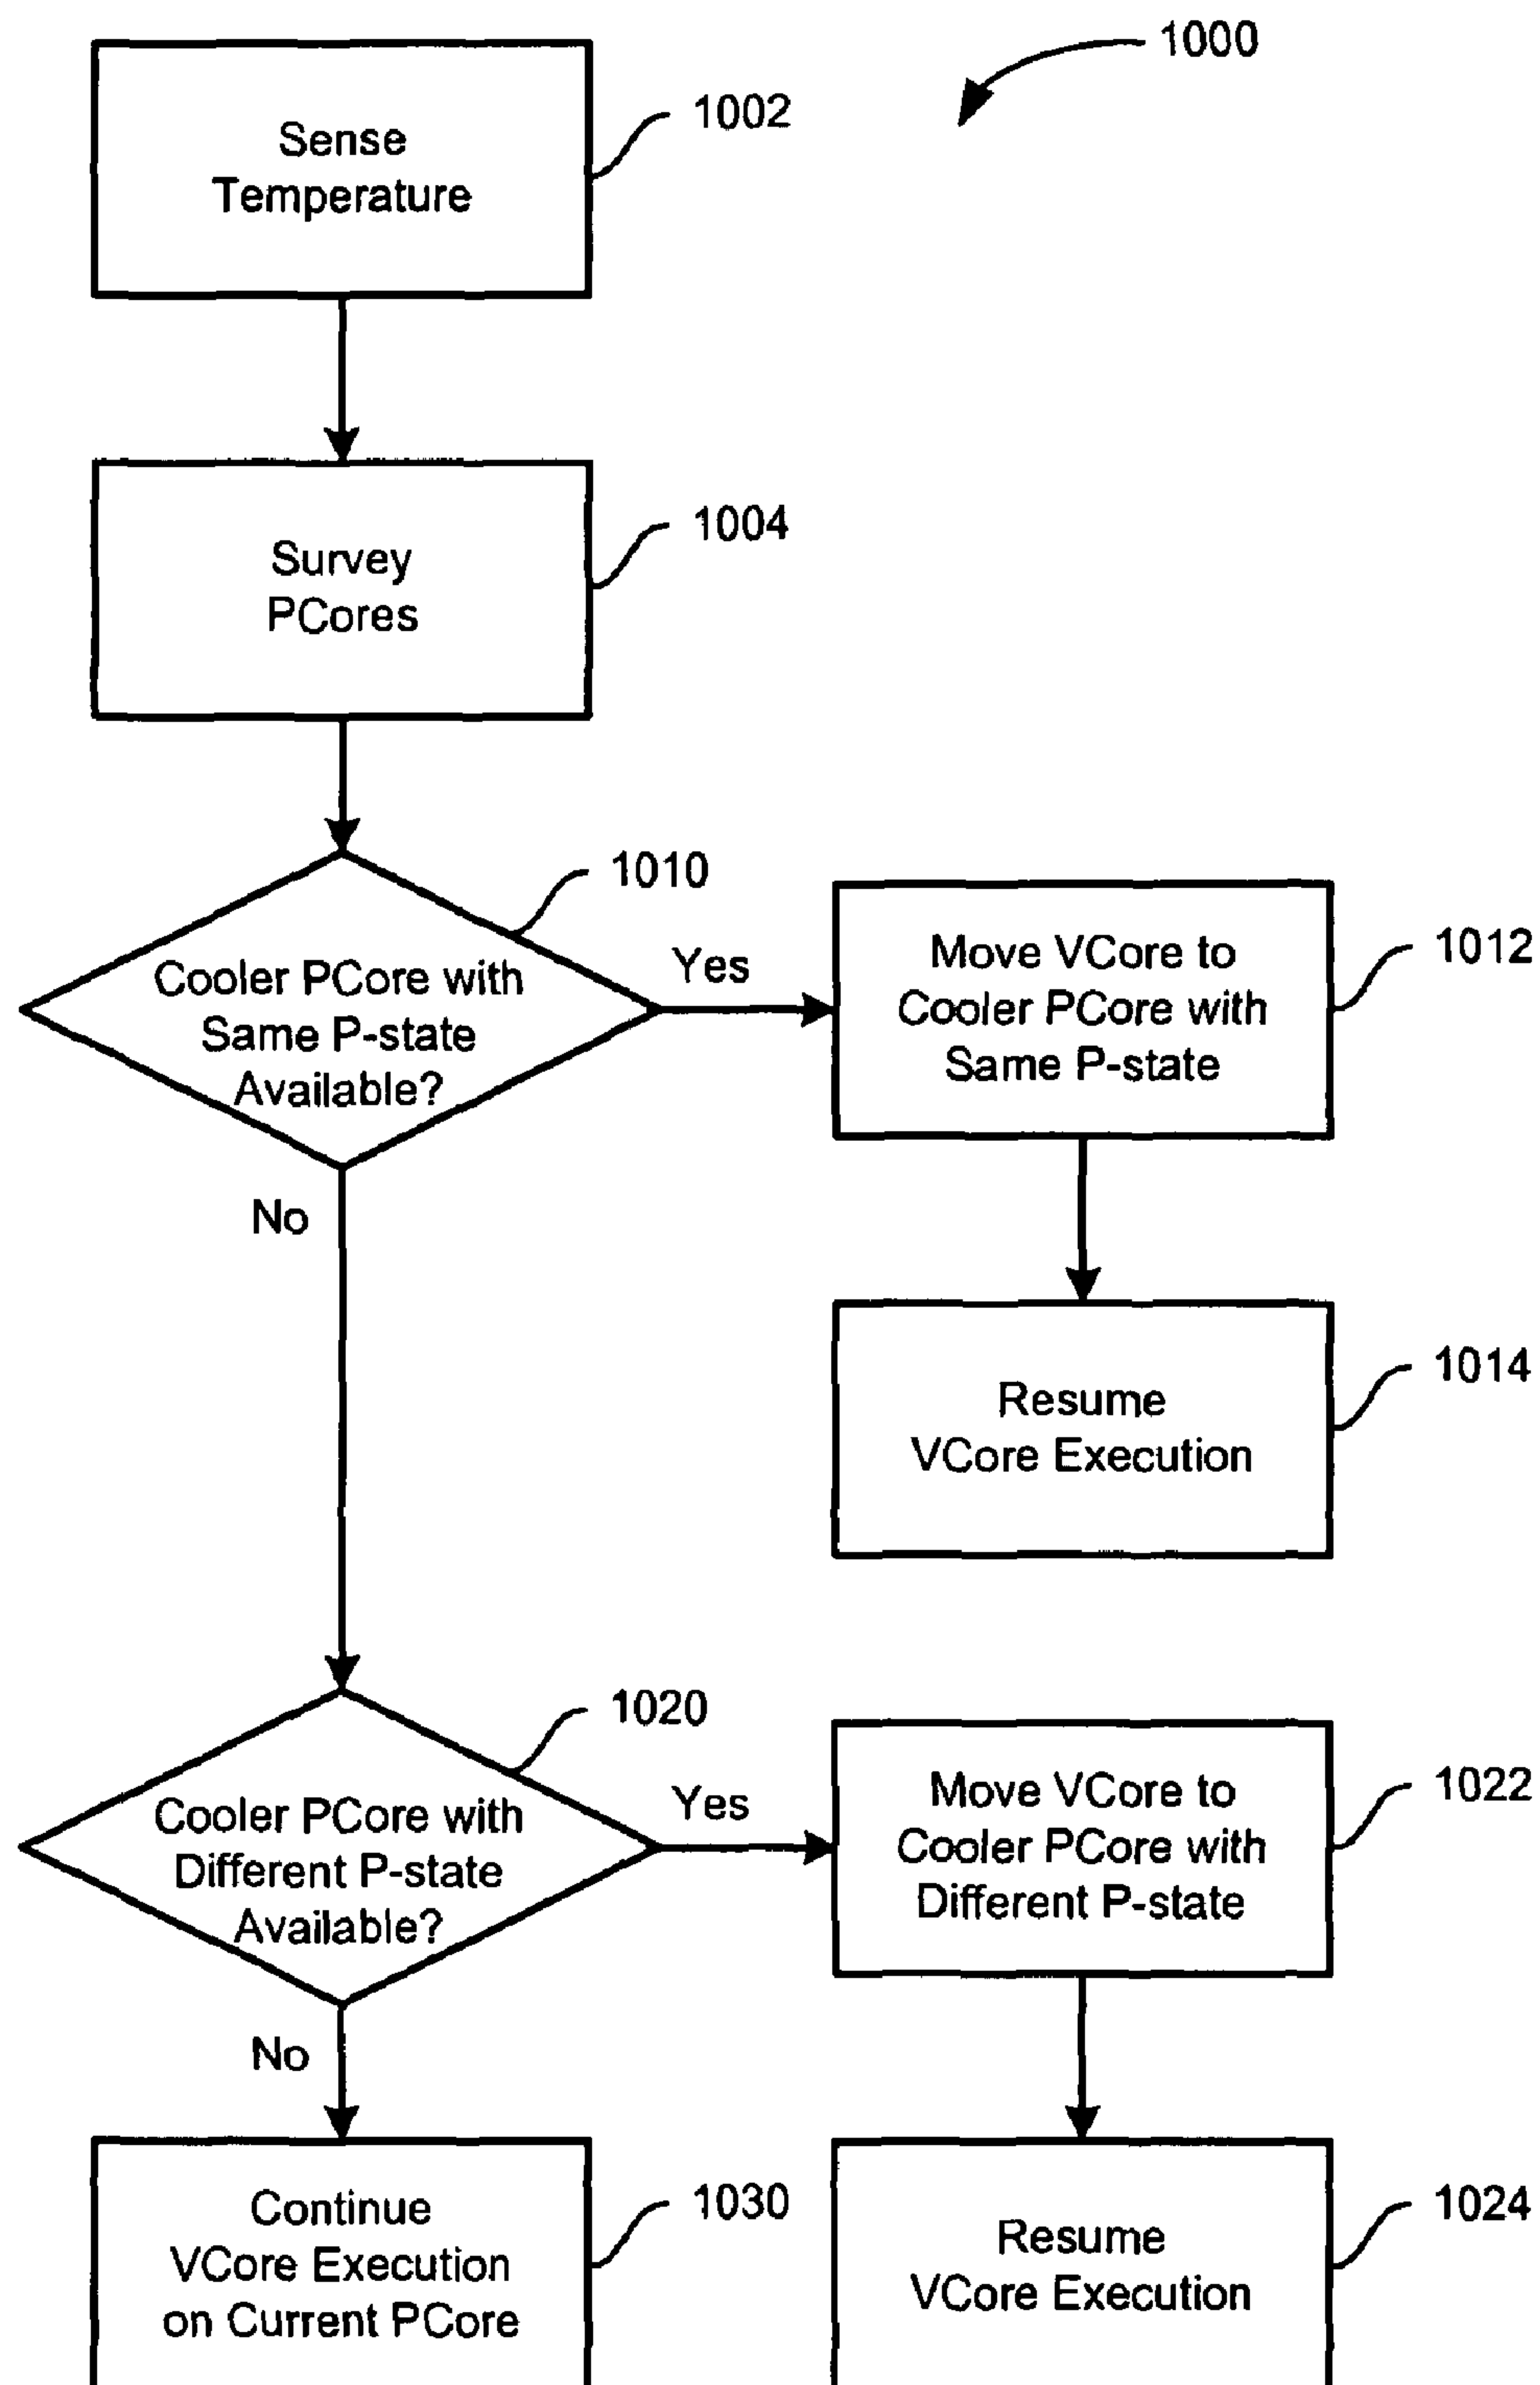 1000
Sense
Temperature
1002
Survey
PCores
1004
1010
Cooler PCore with
Same P-state
Available?
Yes
Move VCore to
Cooler PCore with
Same P-state
1012
No
Resume
VCore Execution
1014
1020
Cooler PCore with
Different P-state
Available?
Yes
Move VCore to
Cooler PCore with
Different P-state
1022
No
Continue
VCore Execution
on Current PCore
1030
Resume
VCore Execution
1024